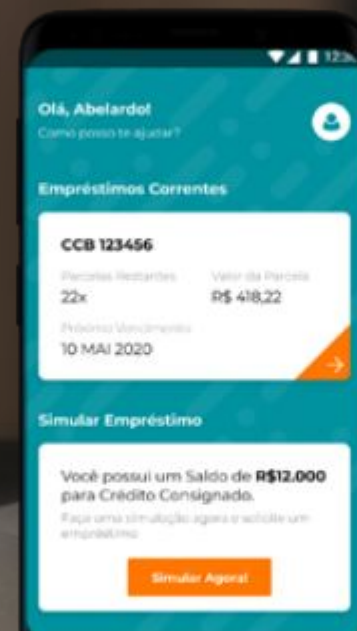 12:30
Olá, Abelardo!
Como posso te ajudar?
Empréstimos Correntes
CCB 123456
Parcelas Restantes Valor da Parcela
22x R$ 418,22
Próximo Vencimento
10 MAI 2020
Simular Empréstimo
Você possui um Saldo de R$12.000
para Crédito Consignado.
Faça uma simulação agora e solicite um
empréstimo
Simular Agora!